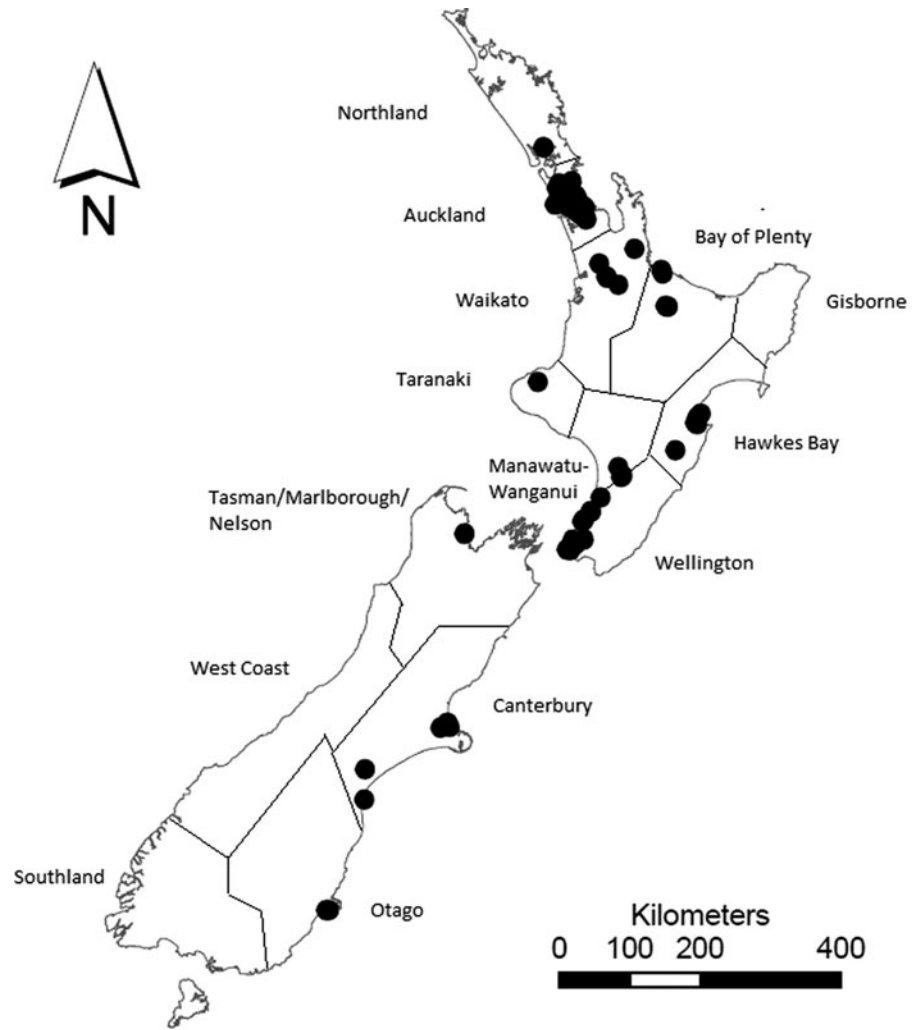 Northland
N
Auckland
Bay of Plenty
Waikato
Gisborne
Taranaki
Hawkes Bay
Manawatu-
Wanganui
Tasman/Marlborough/
Nelson
Wellington
West Coast
Canterbury
Southland
Otago
Kilometers
0 100 200 400